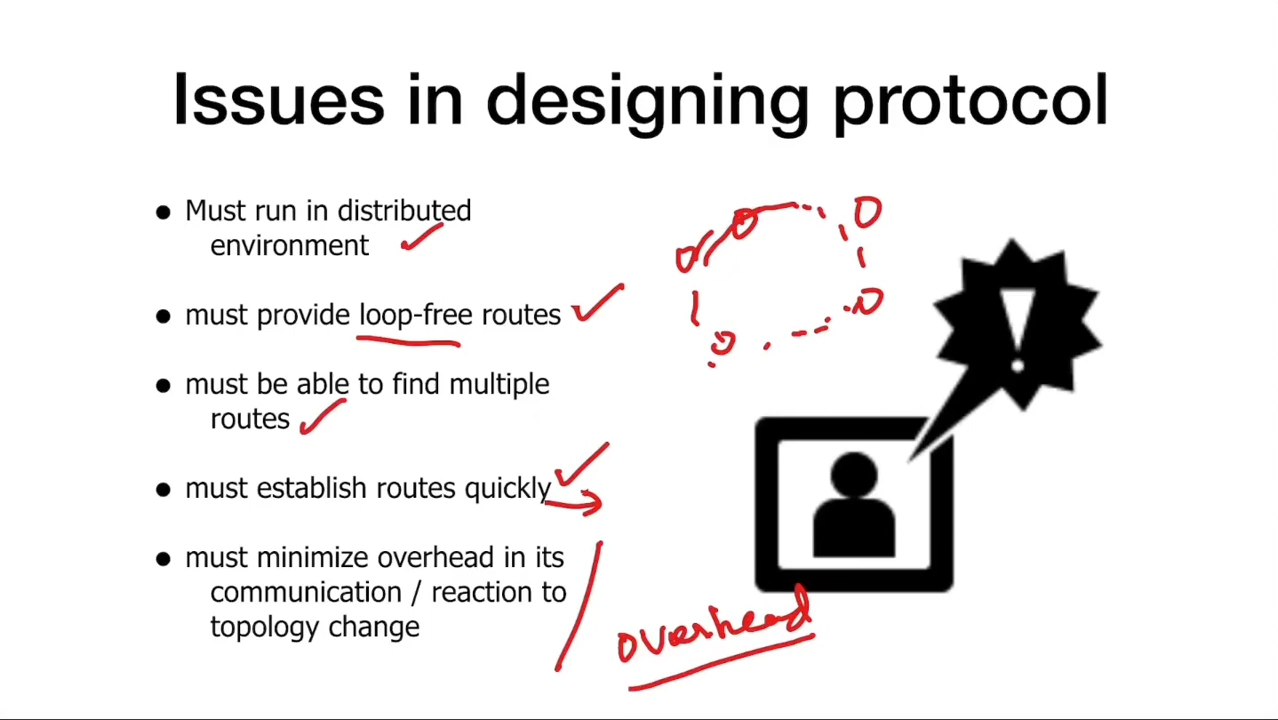 Issues in designing protocol
● Must run in distributed
environment
● must provide loop-free routes
● must be able to find multiple
routes
● must establish routes quickly
● must minimize overhead in its
communication / reaction to
topology change
overhead